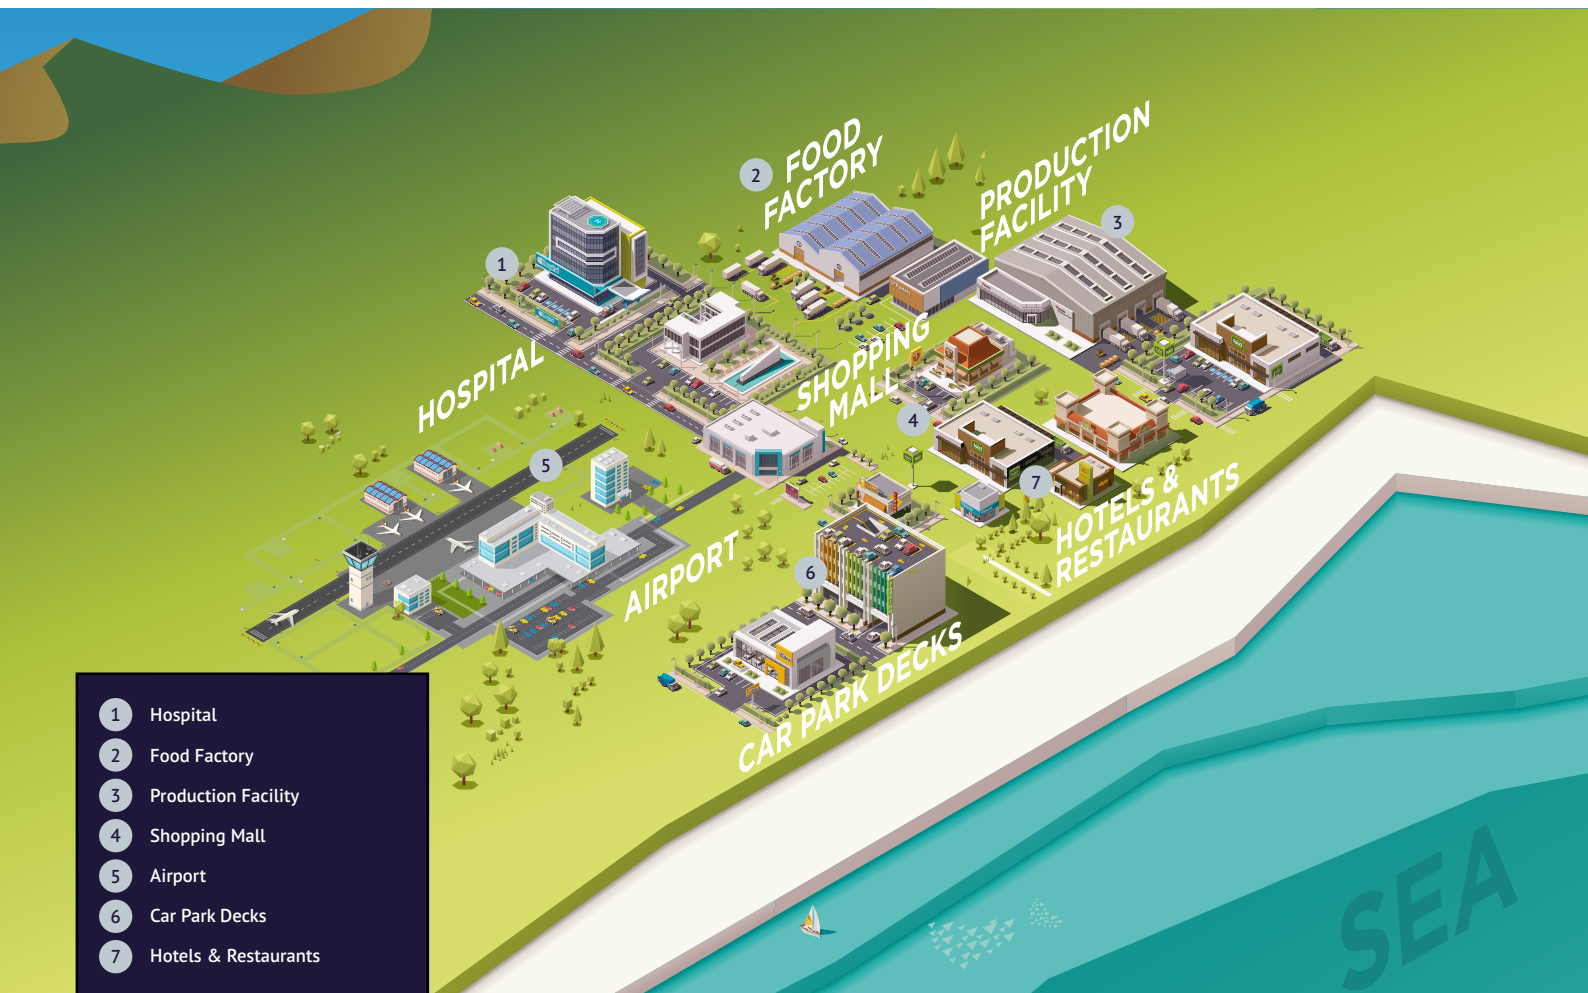 2
FOOD
FACTORY
PRODUCTION
FACILITY
3
1
H
HOSPITAL
SHOPPING
MALL
4
5
7
HOTELS &
RESTAURANTS
AIRPORT
6
CAR PARK DECKS
1 Hospital
2 Food Factory
3 Production Facility
4 Shopping Mall
5 Airport
6 Car Park Decks
7 Hotels & Restaurants
SEA